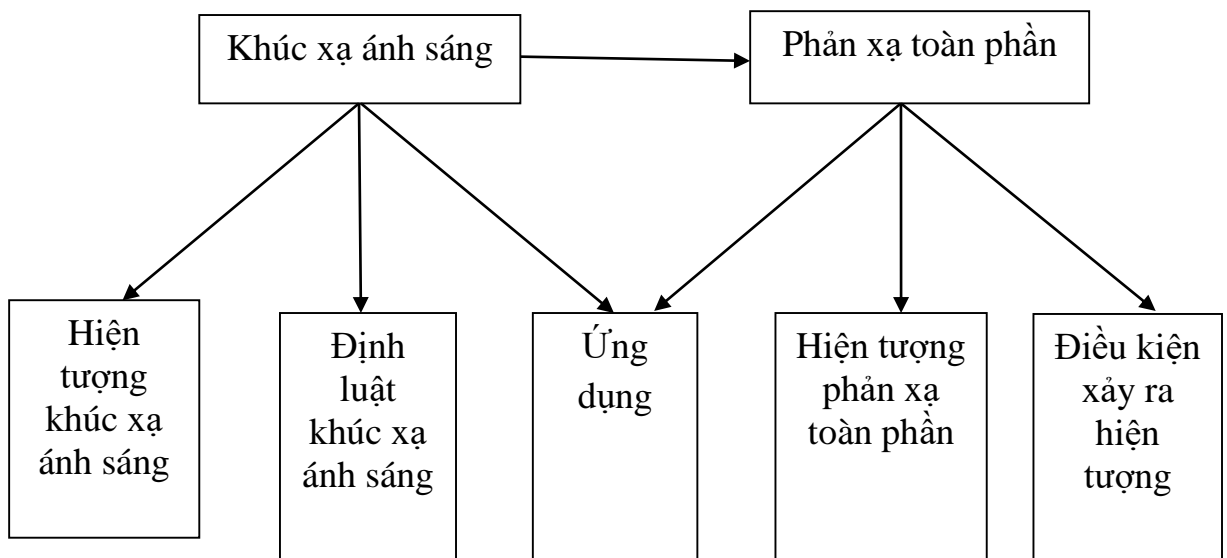 Khúc xạ ánh sáng
Phản xạ toàn phần
Hiện
tượng
khúc xạ
ánh sáng
Định
luật
khúc xạ
ánh sáng
Ứng
dụng
Hiện tượng
phản xạ
toàn phần
Điều kiện
xảy ra
hiện
tượng